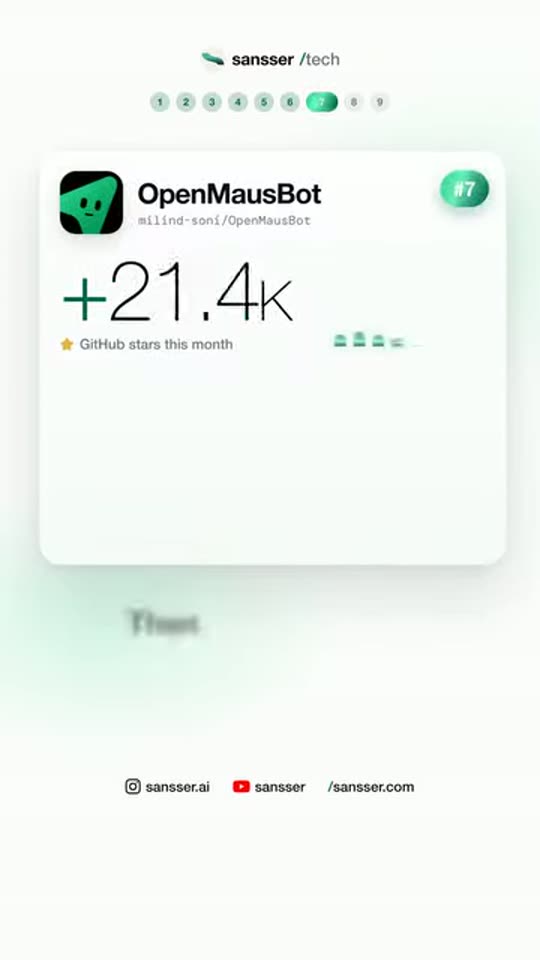 sansser /tech
1 2 3 4 5 6 7 8 9
OpenMausBot
#7
milind-soni/OpenMausBot
+21.4K
GitHub stars this month
sansser.ai sansser /sansser.com